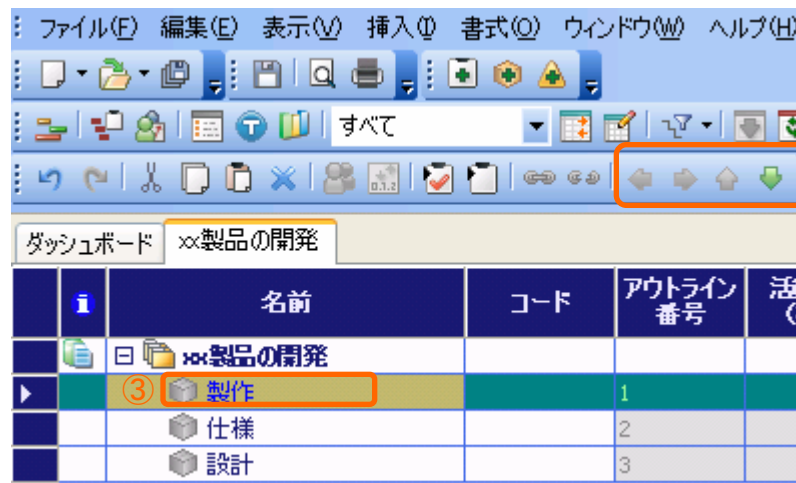 ファイル(F) 編集(E) 表示(V) 挿入(I) 書式(O) ウィンドウ(W) ヘルプ(H)
すべて
ダッシュボード xx製品の開発
名前 コード アウトライン番号 活
xx製品の開発
③ 製作 1
仕様 2
設計 3